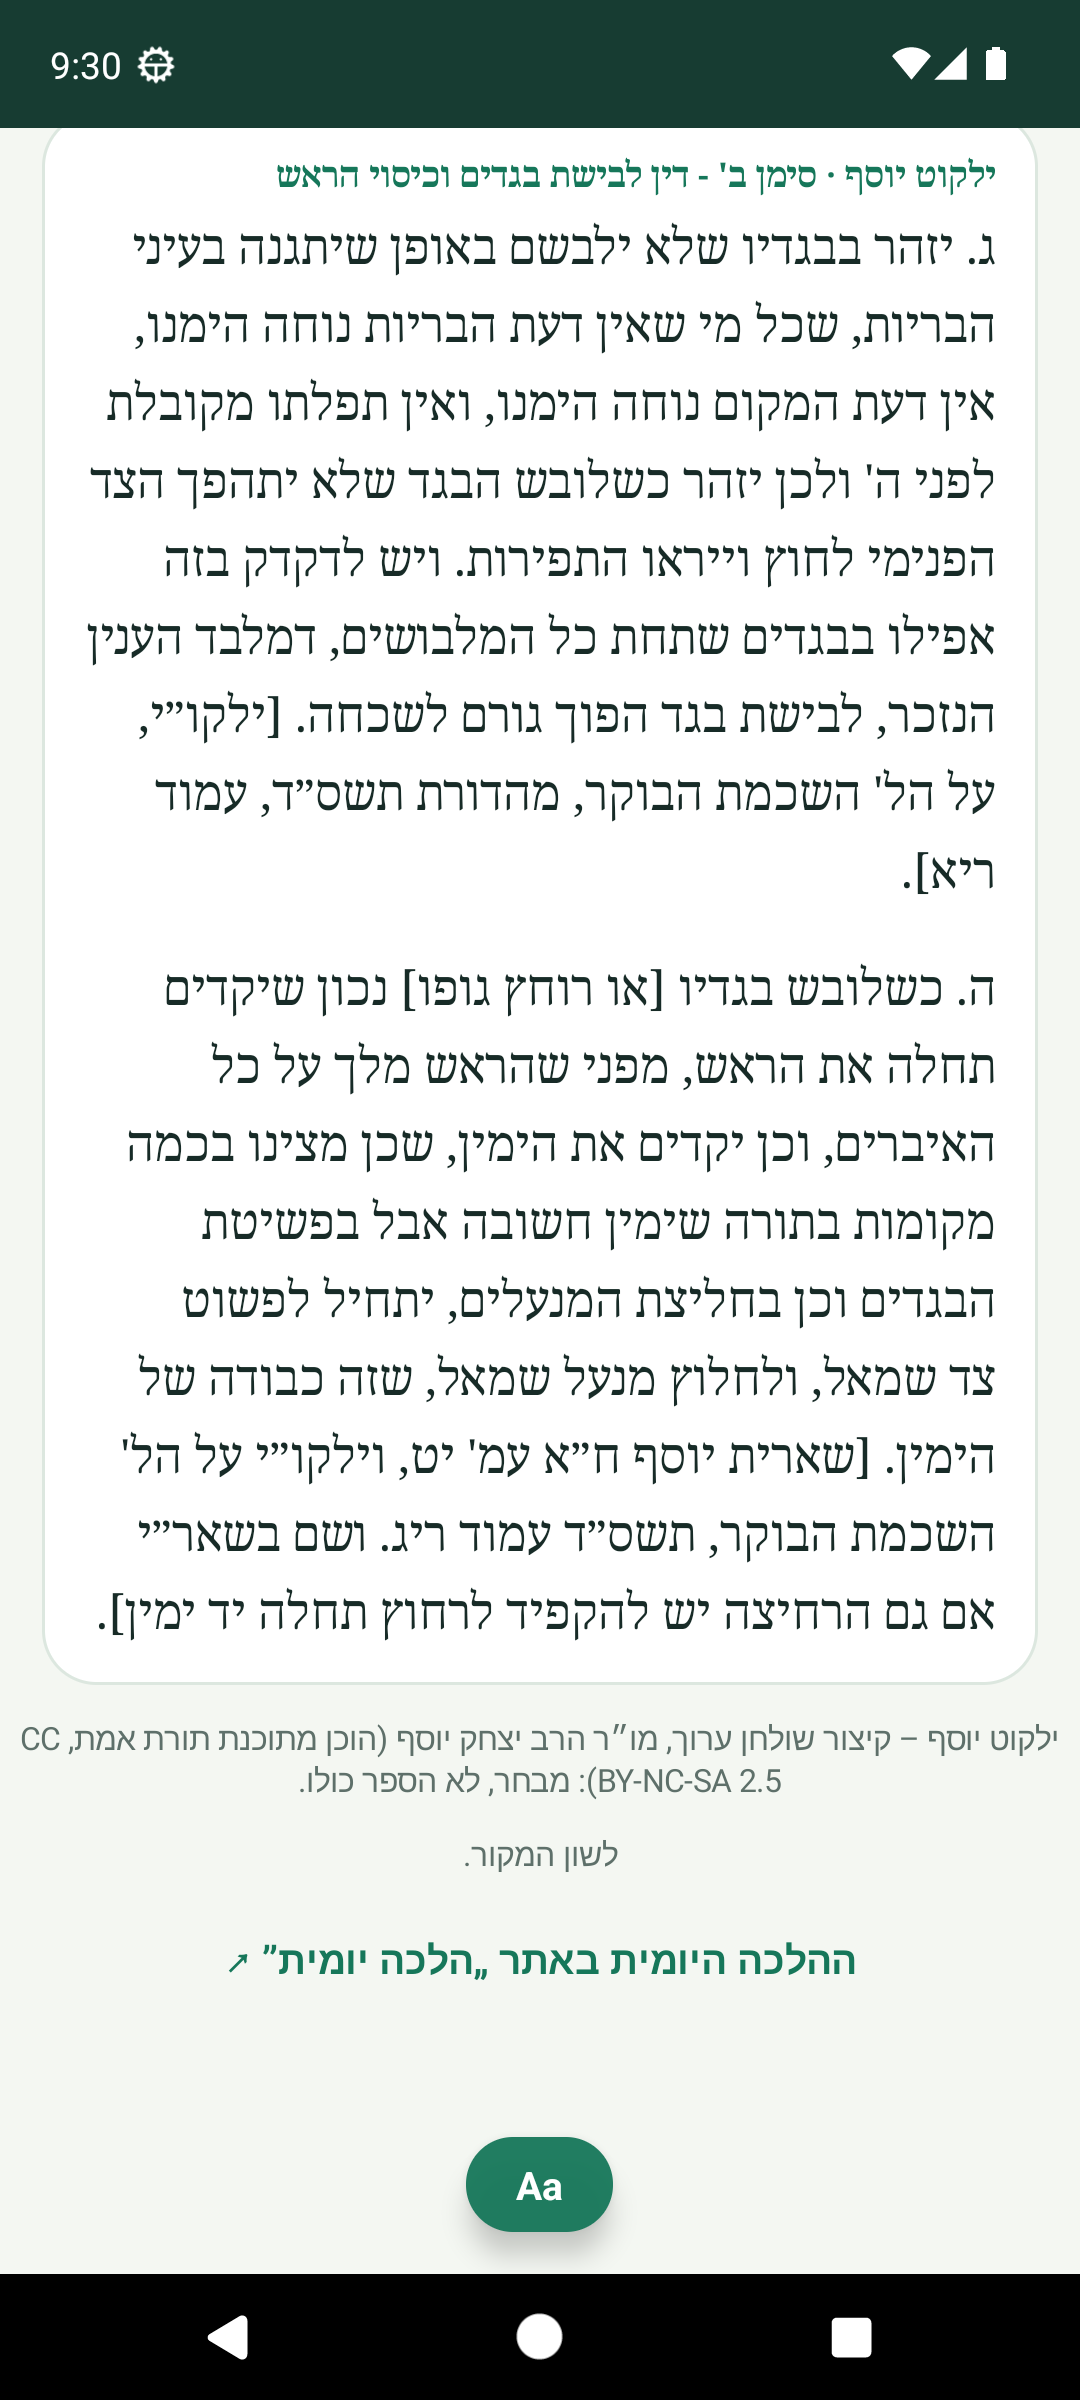 9:30
ילקוט יוסף · סימן ב' - דין לבישת בגדים וכיסוי הראש
ג. יזהר בבגדיו שלא ילבשם באופן שיתגנה בעיני
הבריות, שכל מי שאין דעת הבריות נוחה הימנו,
אין דעת המקום נוחה הימנו, ואין תפלתו מקובלת
לפני ה' ולכן יזהר כשלובש הבגד שלא יתהפך הצד
הפנימי לחוץ וייראו התפירות. ויש לדקדק בזה
אפילו בבגדים שתחת כל המלבושים, דמלבד הענין
הנזכר, לבישת בגד הפוך גורם לשכחה. [ילקו״י,
על הל' השכמת הבוקר, מהדורת תשס״ד, עמוד
ריא].
ה. כשלובש בגדיו [או רוחץ גופו] נכון שיקדים
תחלה את הראש, מפני שהראש מלך על כל
האיברים, וכן יקדים את הימין, שכן מצינו בכמה
מקומות בתורה שימין חשובה אבל בפשיטת
הבגדים וכן בחליצת המנעלים, יתחיל לפשוט
צד שמאל, ולחלוץ מנעל שמאל, שזה כבודה של
הימין. [שארית יוסף ח״א עמ' יט, וילקו״י על הל'
השכמת הבוקר, תשס״ד עמוד ריג. ושם בשאר״י
אם גם הרחיצה יש להקפיד לרחוץ תחלה יד ימין].
ילקוט יוסף – קיצור שולחן ערוך, מו״ר הרב יצחק יוסף (הוכן מתוכנת תורת אמת, CC
BY-NC-SA 2.5): מבחר, לא הספר כולו.
לשון המקור.
ההלכה היומית באתר „הלכה יומית” ↗
Aa